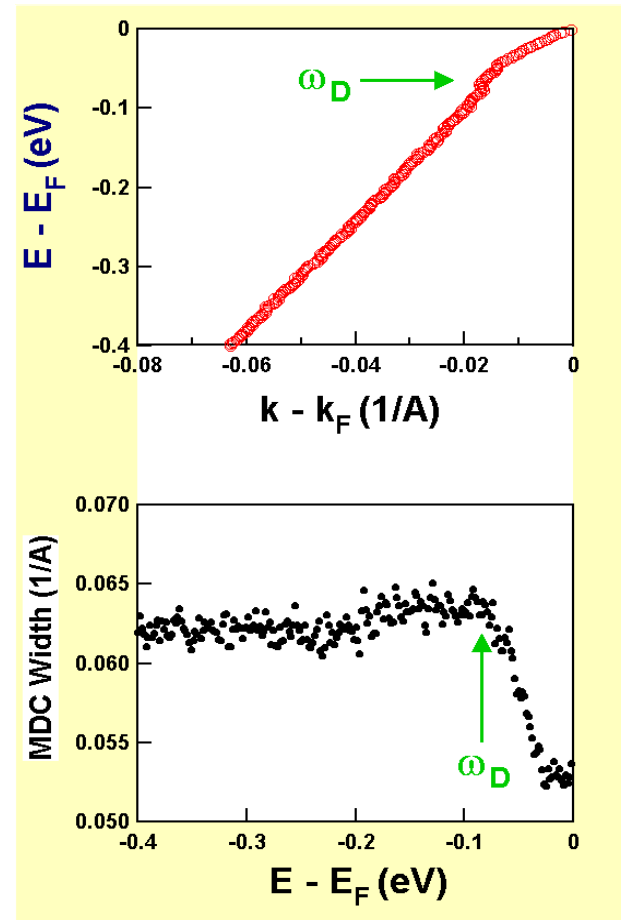 0
-0.1
-0.2
-0.3
-0.4
E - E_F (eV)
ω_D
-0.08 -0.06 -0.04 -0.02 0
k - k_F (1/A)
0.070
0.065
0.060
0.055
0.050
MDC Width (1/A)
ω_D
-0.4 -0.3 -0.2 -0.1 0
E - E_F (eV)